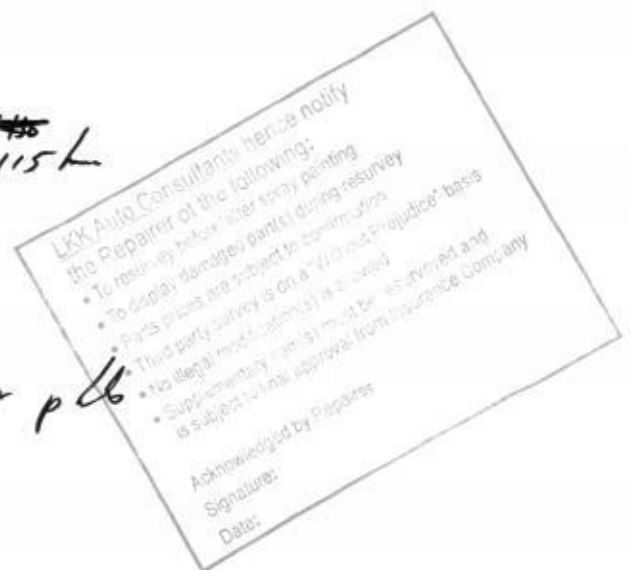 115 h
LKK Auto Consultants hence notify
the Repairer of the following:
• To resurvey before/after spray painting
• To display damaged part(s) during resurvey
• Parts prices are subject to confirmation
• Third party survey is on a "Without Prejudice" basis
• No illegal modification(s) is allowed
• Supplementary item(s) must be resurveyed and
is subject to final approval from Insurance Company
Acknowledged by Repairer
Signature:
Date: